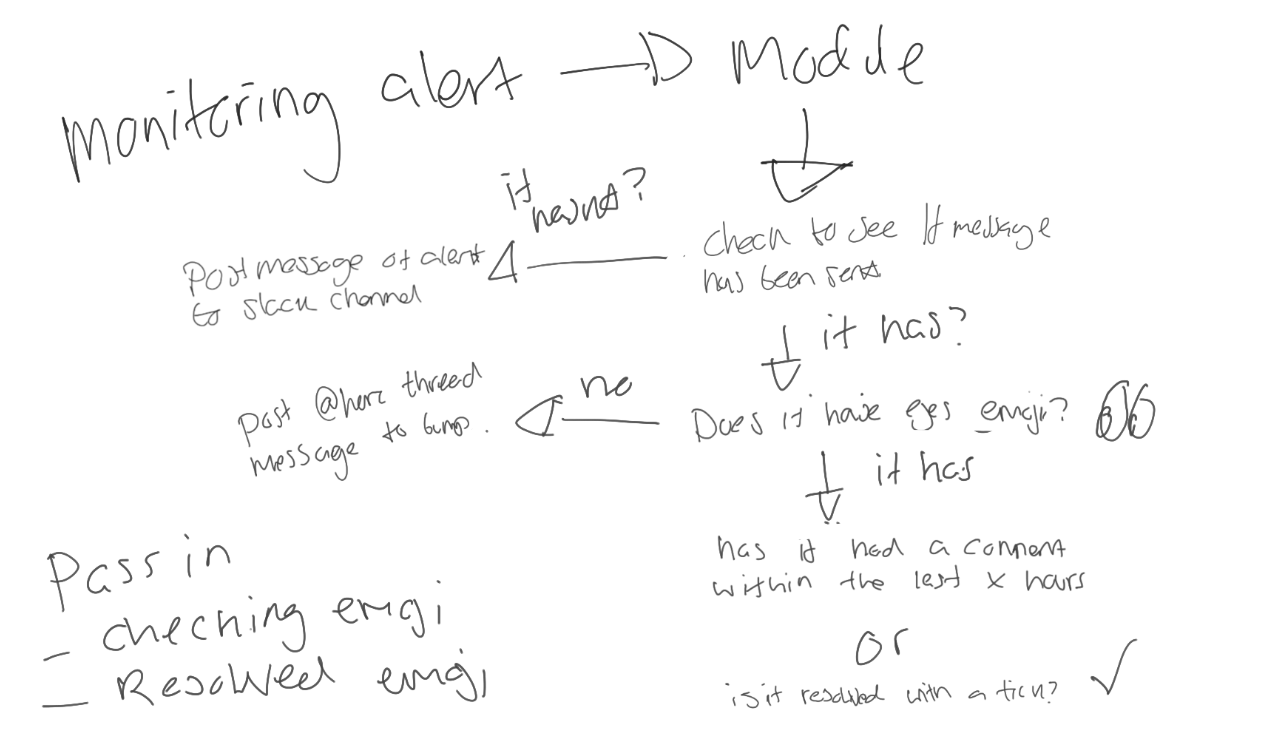 monitoring alert
Module
it
hasnt?
check to see if message
has been sent
Post message of alert
to slack channel
it has?
no
Does it have eyes emoji?
Post @here thread
message to bump.
it has
has it had a comment
within the last x hours
or
is it resolved with a tick?
Pass in
- checking emoji
- Resolved emoji